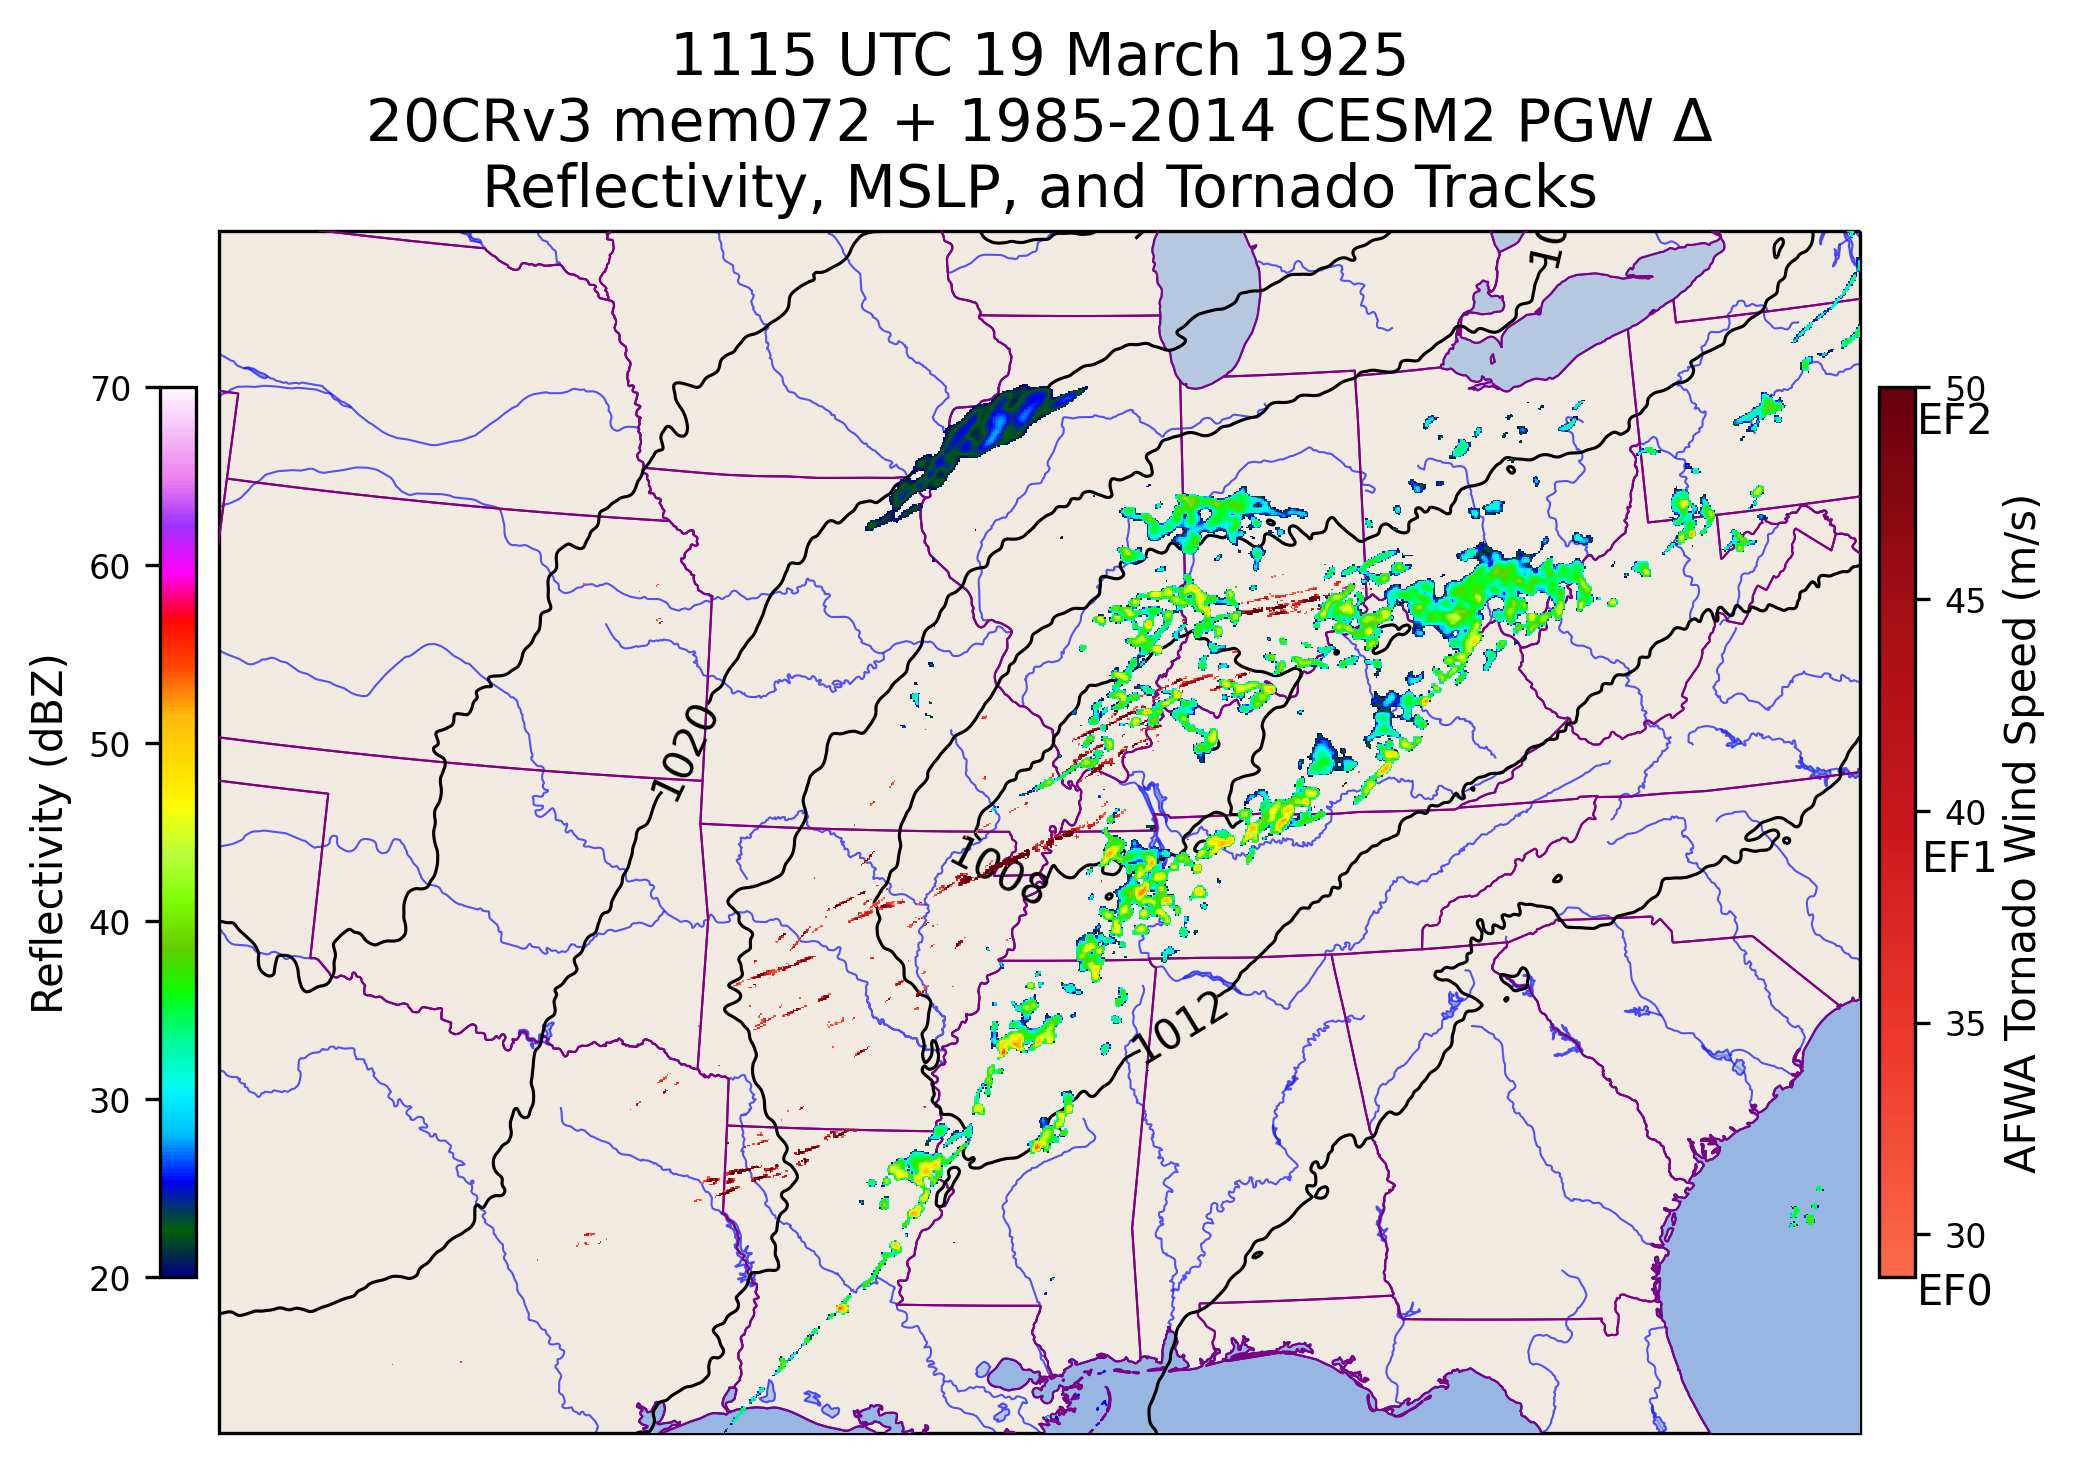 1115 UTC 19 March 1925
20CRv3 mem072 + 1985-2014 CESM2 PGW Δ
Reflectivity, MSLP, and Tornado Tracks
Reflectivity (dBZ)
70
60
50
40
30
20
1020
1008
1012
10
50
EF2
45
40
EF1
35
30
EF0
AFWA Tornado Wind Speed (m/s)